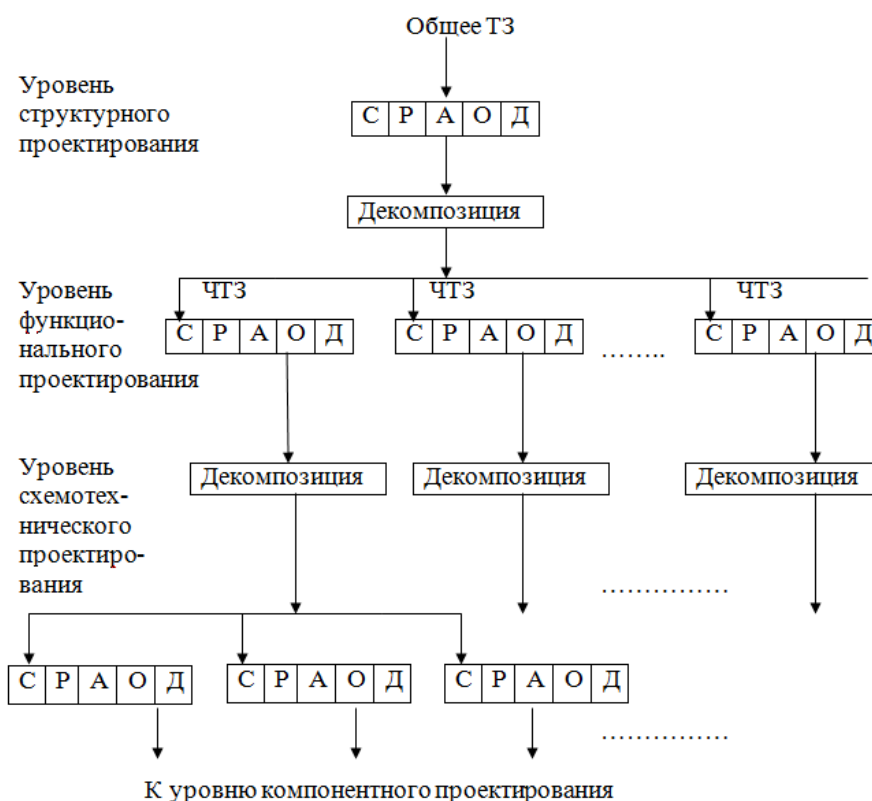 Общее ТЗ
Уровень
структурного
проектирования
С Р А О Д
Декомпозиция
Уровень
функцио-
нального
проектирования
ЧТЗ ЧТЗ ЧТЗ
С Р А О Д С Р А О Д …….. С Р А О Д
Уровень
схемотех-
нического
проектиро-
вания
Декомпозиция Декомпозиция Декомпозиция
……………
С Р А О Д С Р А О Д С Р А О Д
……………
К уровню компонентного проектирования